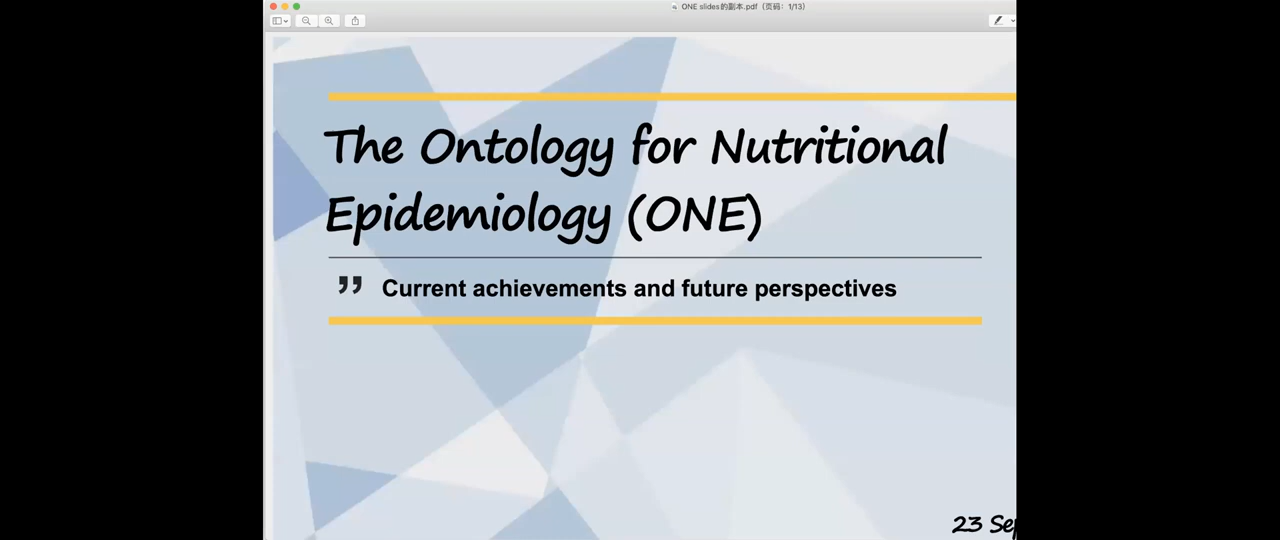 ONE slides的副本.pdf（页码：1/13）
The Ontology for Nutritional
Epidemiology (ONE)
” Current achievements and future perspectives
23 Sep